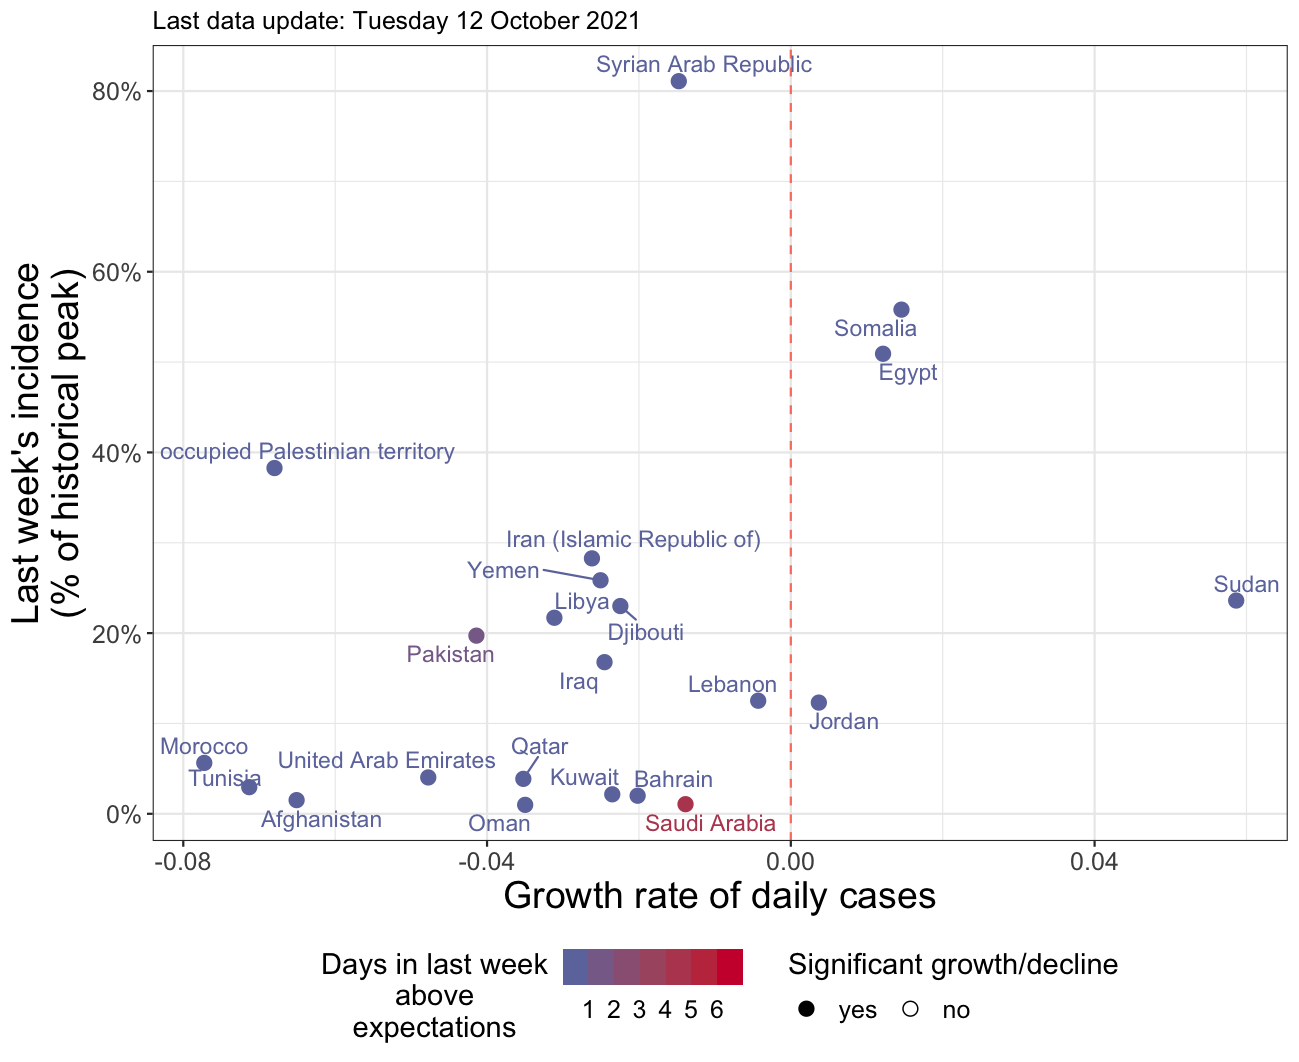 Last data update: Tuesday 12 October 2021
Syrian Arab Republic
80%
60%
Somalia
Egypt
occupied Palestinian territory
40%
Iran (Islamic Republic of)
Yemen
Sudan
Libya
Djibouti
20%
Pakistan
Iraq
Lebanon
Jordan
Morocco
Qatar
United Arab Emirates
Tunisia
Kuwait
Bahrain
0%
Afghanistan
Oman
Saudi Arabia
Last week's incidence
(% of historical peak)
-0.08
-0.04
0.00
0.04
Growth rate of daily cases
Days in last week
above
expectations
1 2 3 4 5 6
Significant growth/decline
yes no